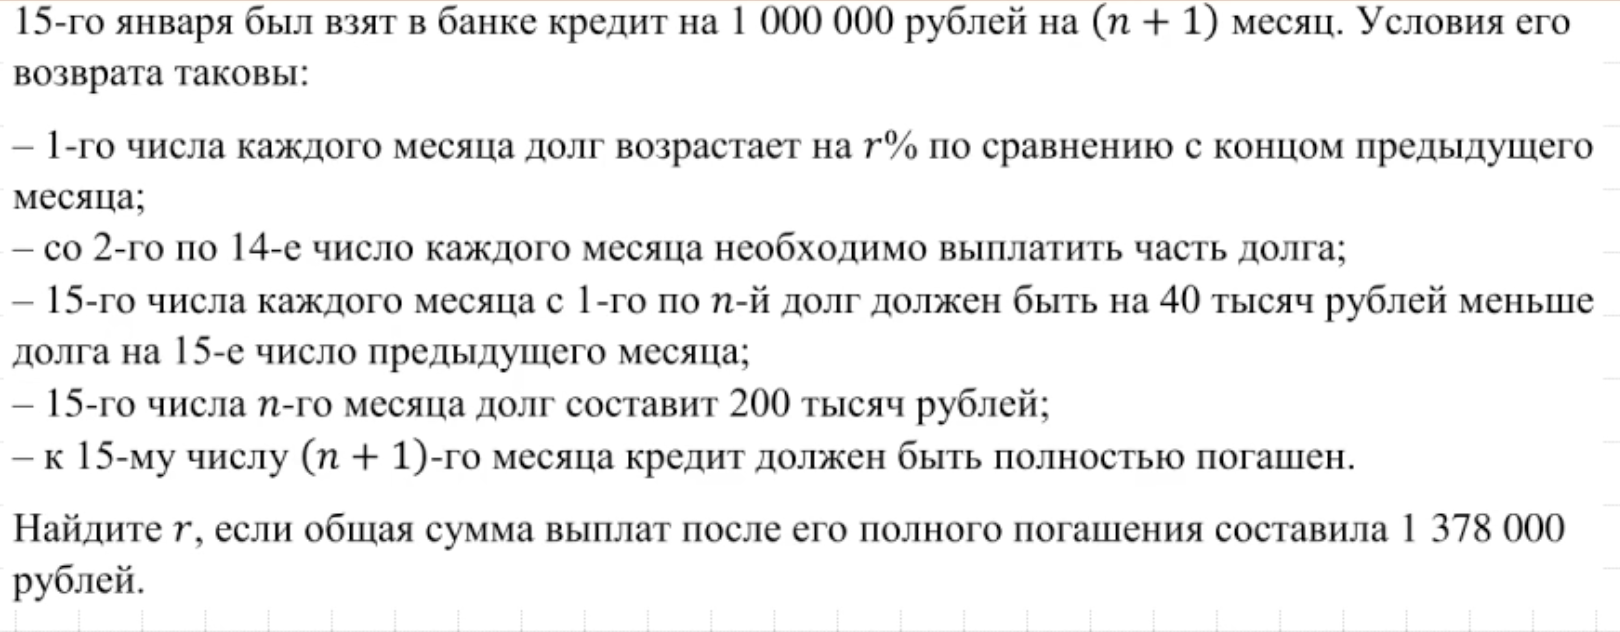 15-го января был взят в банке кредит на 1 000 000 рублей на (n + 1) месяц. Условия его
возврата таковы:
– 1-го числа каждого месяца долг возрастает на r% по сравнению с концом предыдущего
месяца;
– со 2-го по 14-е число каждого месяца необходимо выплатить часть долга;
– 15-го числа каждого месяца с 1-го по n-й долг должен быть на 40 тысяч рублей меньше
долга на 15-е число предыдущего месяца;
– 15-го числа n-го месяца долг составит 200 тысяч рублей;
– к 15-му числу (n + 1)-го месяца кредит должен быть полностью погашен.
Найдите r, если общая сумма выплат после его полного погашения составила 1 378 000
рублей.